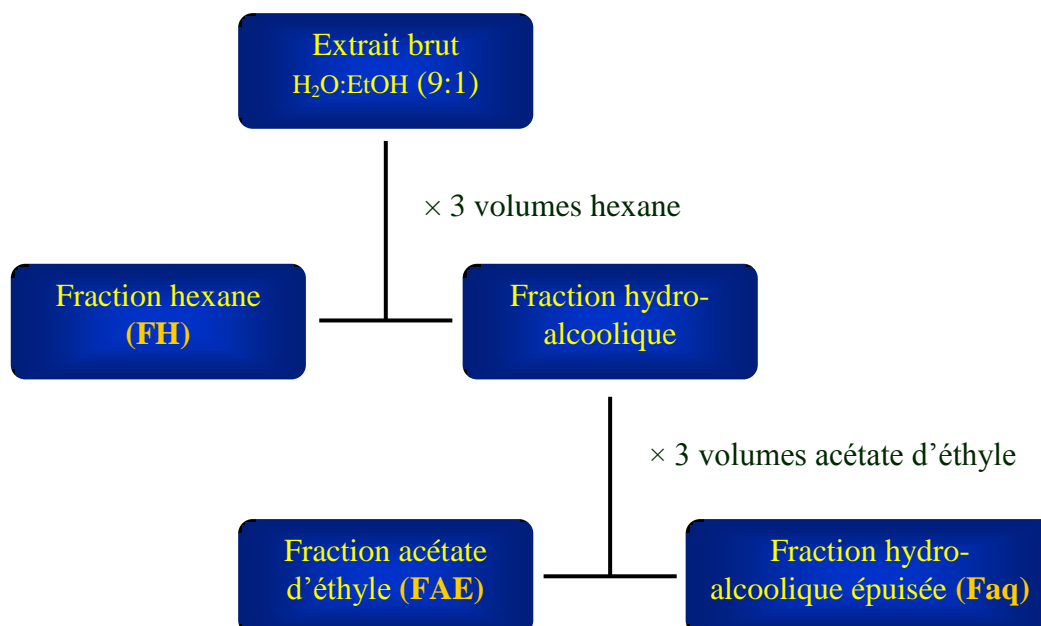 Extrait brut
H₂O:EtOH (9:1)
× 3 volumes hexane
Fraction hexane
(FH)
Fraction hydro-
alcoolique
× 3 volumes acétate d’éthyle
Fraction acétate
d’éthyle (FAE)
Fraction hydro-
alcoolique épuisée (Faq)